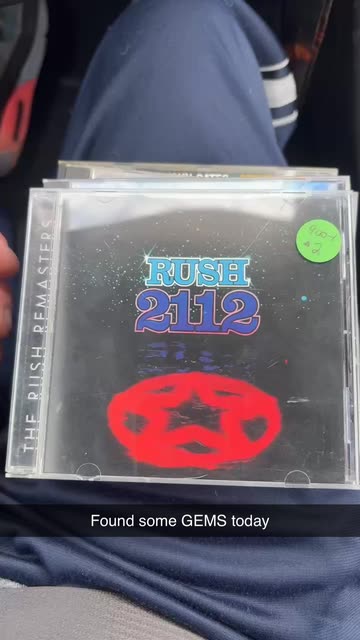 RUSH
2112
THE RUSH REMASTERS
Found some GEMS today